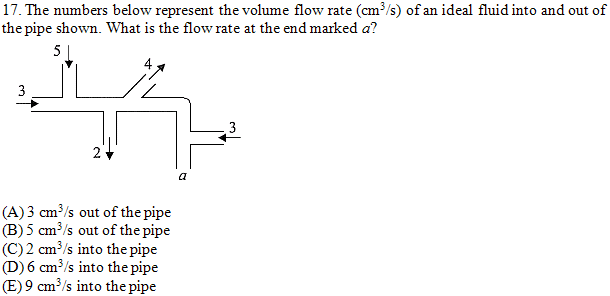 17. The numbers below represent the volume flow rate (cm³/s) of an ideal fluid into and out of
the pipe shown. What is the flow rate at the end marked a?
5
4
3
3
2
a
(A) 3 cm³/s out of the pipe
(B) 5 cm³/s out of the pipe
(C) 2 cm³/s into the pipe
(D) 6 cm³/s into the pipe
(E) 9 cm³/s into the pipe